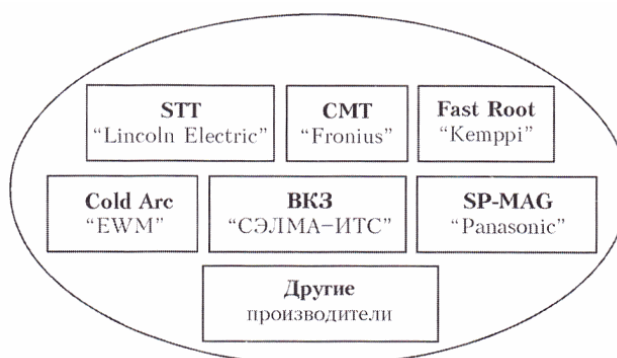 STT
“Lincoln Electric”
CMT
“Fronius”
Fast Root
“Kemppi”
Cold Arc
“EWM”
ВКЗ
“СЭЛМА–ИТС”
SP-MAG
“Panasonic”
Другие
производители